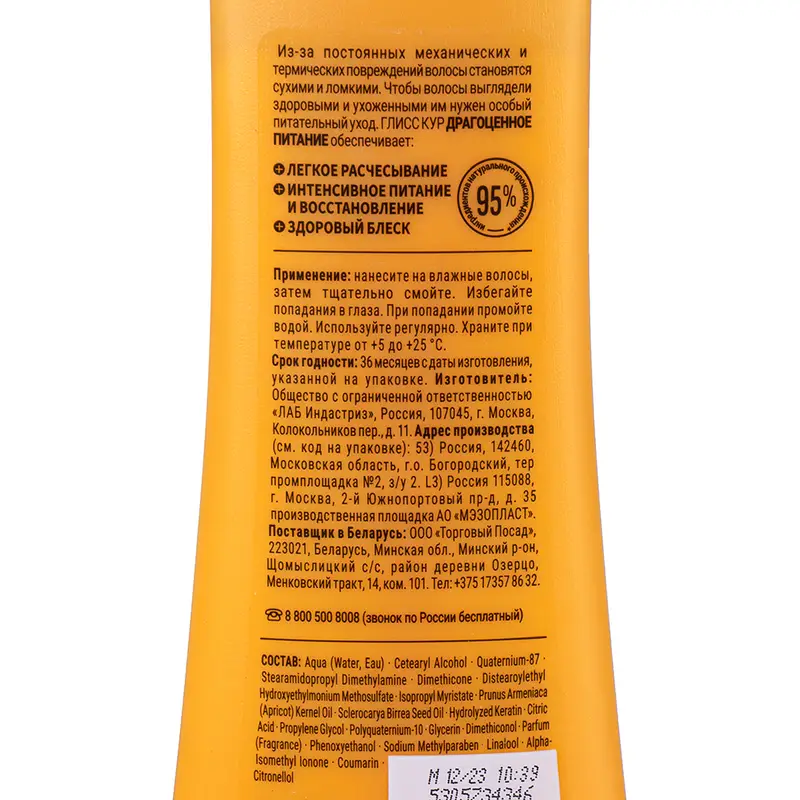 Из-за постоянных механических и
термических повреждений волосы становятся
сухими и ломкими. Чтобы волосы выглядели
здоровыми и ухоженными им нужен особый
питательный уход. ГЛИСС КУР ДРАГОЦЕННОЕ
ПИТАНИЕ обеспечивает:
ЛЕГКОЕ РАСЧЕСЫВАНИЕ
ИНТЕНСИВНОЕ ПИТАНИЕ
И ВОССТАНОВЛЕНИЕ
ЗДОРОВЫЙ БЛЕСК
95%
ингредиентов натурального происхождения*
Применение: нанесите на влажные волосы,
затем тщательно смойте. Избегайте
попадания в глаза. При попадании промойте
водой. Используйте регулярно. Храните при
температуре от +5 до +25 °C.
Срок годности: 36 месяцев с даты изготовления,
указанной на упаковке. Изготовитель:
Общество с ограниченной ответственностью
«ЛАБ Индастриз», Россия, 107045, г. Москва,
Колокольников пер., д. 11. Адрес производства
(см. код на упаковке): 53) Россия, 142460,
Московская область, г.о. Богородский, тер
промплощадка №2, з/у 2. L3) Россия 115088,
г. Москва, 2-й Южнопортовый пр-д, д. 35
производственная площадка АО «МЭЗОПЛАСТ».
Поставщик в Беларусь: ООО «Торговый Посад»,
223021, Беларусь, Минская обл., Минский р-он,
Щомыслицкий с/с, район деревни Озерцо,
Менковский тракт, 14, ком. 101. Тел: +375 17357 86 32.
☎ 8 800 500 8008 (звонок по России бесплатный)
СОСТАВ: Aqua (Water, Eau) · Cetearyl Alcohol · Quaternium-87 ·
Stearamidopropyl Dimethylamine · Dimethicone · Distearoylethyl
Hydroxyethylmonium Methosulfate · Isopropyl Myristate · Prunus Armeniaca
(Apricot) Kernel Oil · Sclerocarya Birrea Seed Oil · Hydrolyzed Keratin · Citric
Acid · Propylene Glycol · Polyquaternium-10 · Glycerin · Dimethiconol · Parfum
(Fragrance) · Phenoxyethanol · Sodium Methylparaben · Linalool · Alpha-
Isomethyl Ionone · Coumarin ·
Citronellol
M 12/23 10:39
5305734346